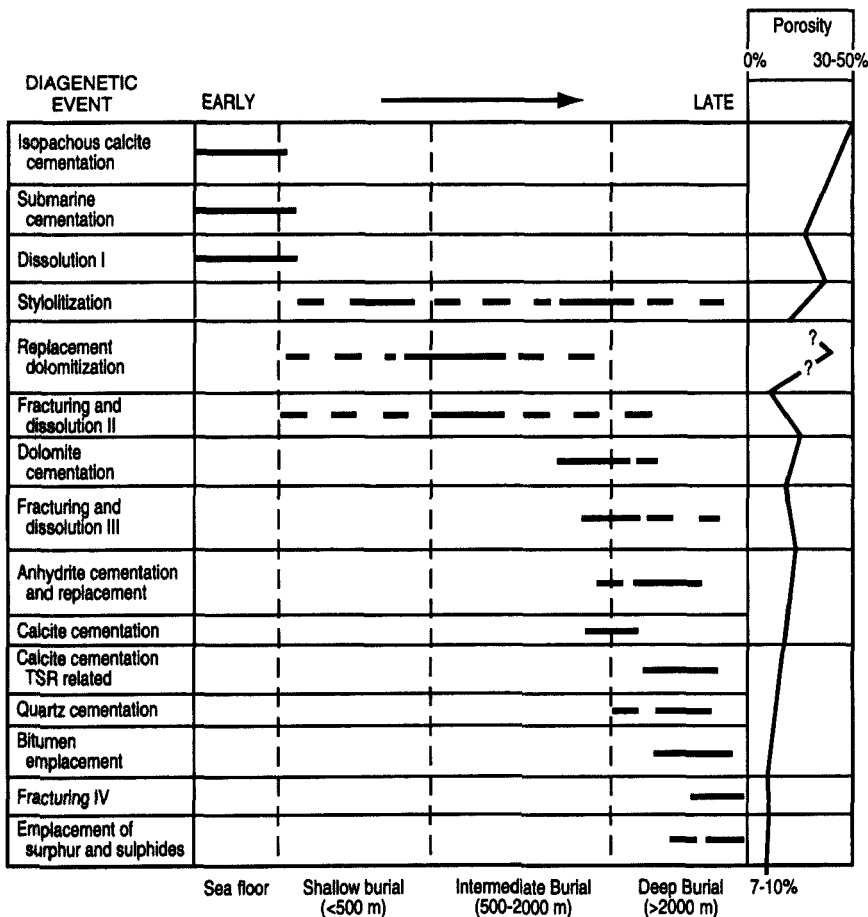 Porosity
0% 30-50%
DIAGENETIC
EVENT
EARLY LATE
Isopachous calcite
cementation
Submarine
cementation
Dissolution I
Stylolitization
Replacement
dolomitization
?
?
Fracturing and
dissolution II
Dolomite
cementation
Fracturing and
dissolution III
Anhydrite cementation
and replacement
Calcite cementation
Calcite cementation
TSR related
Quartz cementation
Bitumen
emplacement
Fracturing IV
Emplacement of
surphur and sulphides
Sea floor
Shallow burial
(<500 m)
Intermediate Burial
(500-2000 m)
Deep Burial
(>2000 m)
7-10%